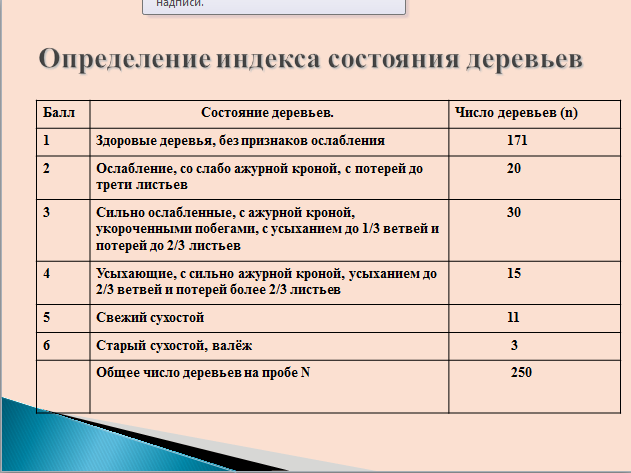 надписи.
Определение индекса состояния деревьев
Балл Состояние деревьев. Число деревьев (n)
1 Здоровые деревья, без признаков ослабления 171
2 Ослабление, со слабо ажурной кроной, с потерей до 20
трети листьев
3 Сильно ослабленные, с ажурной кроной, 30
укороченными побегами, с усыханием до 1/3 ветвей и
потерей до 2/3 листьев
4 Усыхающие, с сильно ажурной кроной, усыханием до 15
2/3 ветвей и потерей более 2/3 листьев
5 Свежий сухостой 11
6 Старый сухостой, валёж 3
Общее число деревьев на пробе N 250